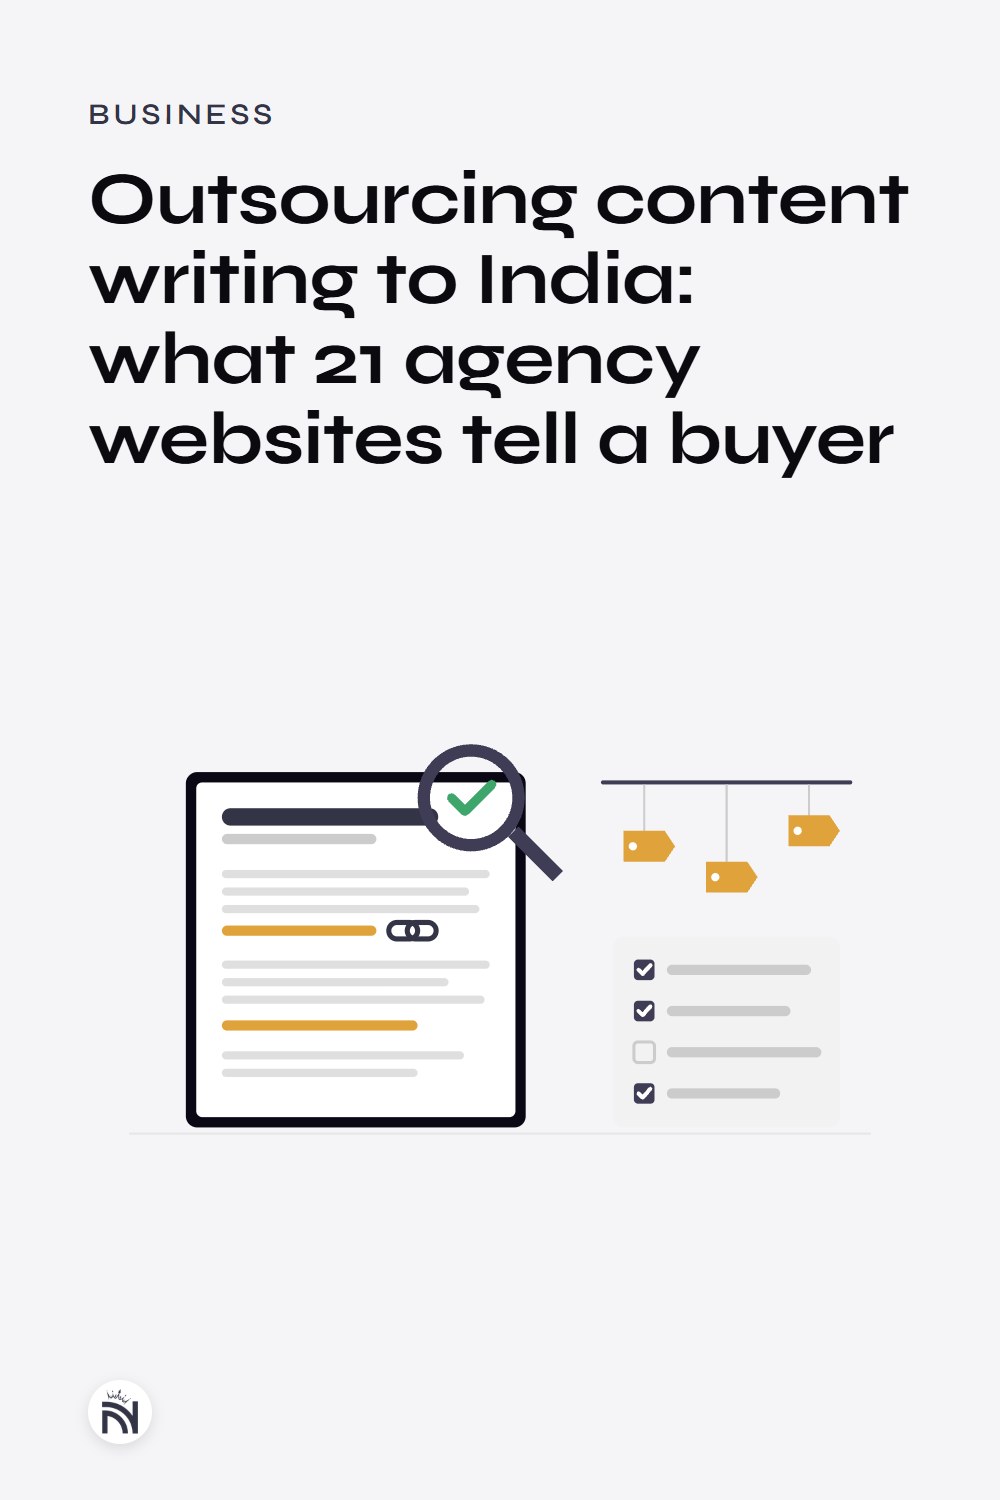 BUSINESS
Outsourcing content
writing to India:
what 21 agency
websites tell a buyer